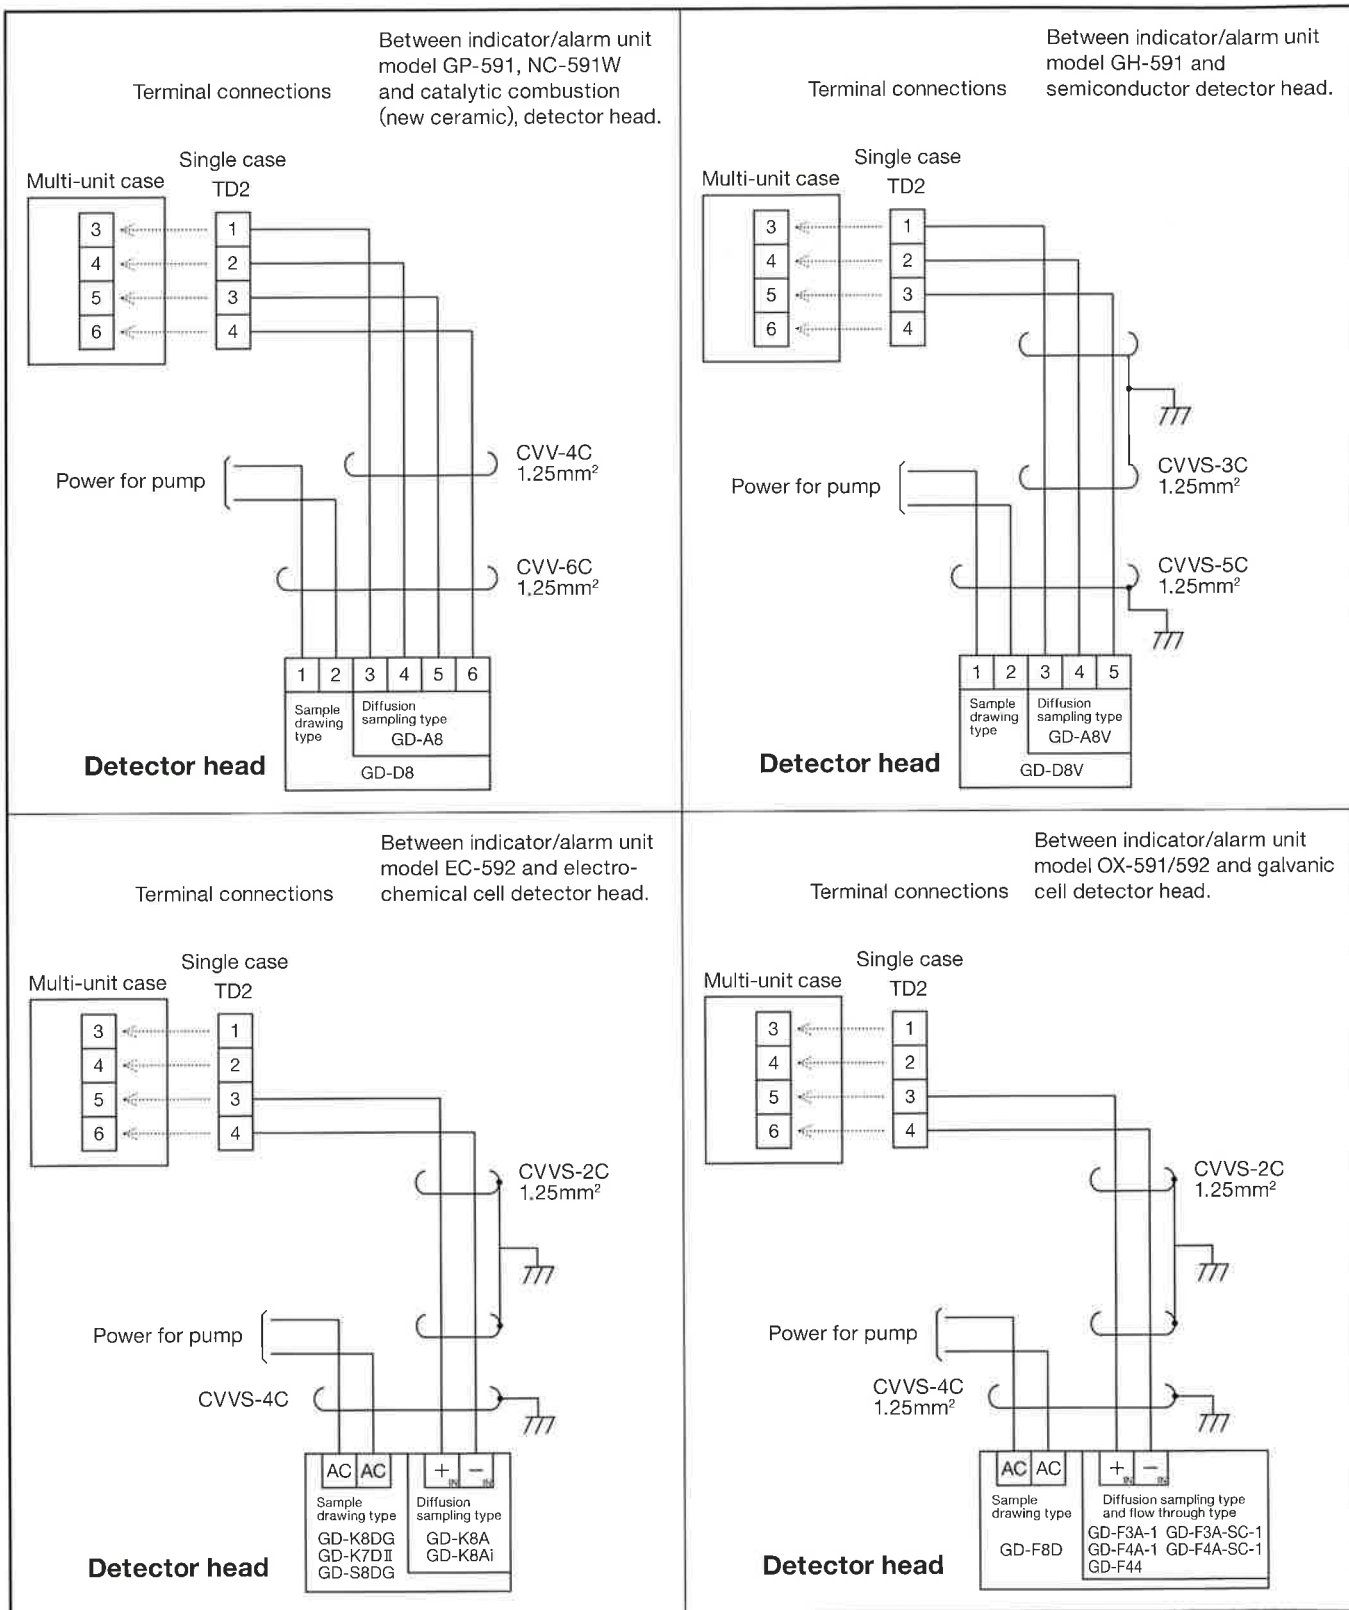 Terminal connections
Between indicator/alarm unit
model GP-591, NC-591W
and catalytic combustion
(new ceramic), detector head.
Multi-unit case
Single case
TD2
3
4
5
6
1
2
3
4
CVV-4C
1.25mm²
Power for pump
CVV-6C
1.25mm²
1 2 3 4 5 6
Sample
drawing
type
Diffusion
sampling type
GD-A8
GD-D8
Detector head
Terminal connections
Between indicator/alarm unit
model GH-591 and
semiconductor detector head.
Multi-unit case
Single case
TD2
3
4
5
6
1
2
3
4
Power for pump
CVVS-3C
1.25mm²
CVVS-5C
1.25mm²
1 2 3 4 5
Sample
drawing
type
Diffusion
sampling type
GD-A8V
GD-D8V
Detector head
Terminal connections
Between indicator/alarm unit
model EC-592 and electro-
chemical cell detector head.
Multi-unit case
Single case
TD2
3
4
5
6
1
2
3
4
CVVS-2C
1.25mm²
Power for pump
CVVS-4C
AC AC + IN − IN
Sample
drawing type
GD-K8DG
GD-K7DⅡ
GD-S8DG
Diffusion
sampling type
GD-K8A
GD-K8Ai
Detector head
Terminal connections
Between indicator/alarm unit
model OX-591/592 and galvanic
cell detector head.
Multi-unit case
Single case
TD2
3
4
5
6
1
2
3
4
CVVS-2C
1.25mm²
Power for pump
CVVS-4C
1.25mm²
AC AC + IN − IN
Sample
drawing type
GD-F8D
Diffusion sampling type
and flow through type
GD-F3A-1 GD-F3A-SC-1
GD-F4A-1 GD-F4A-SC-1
GD-F44
Detector head